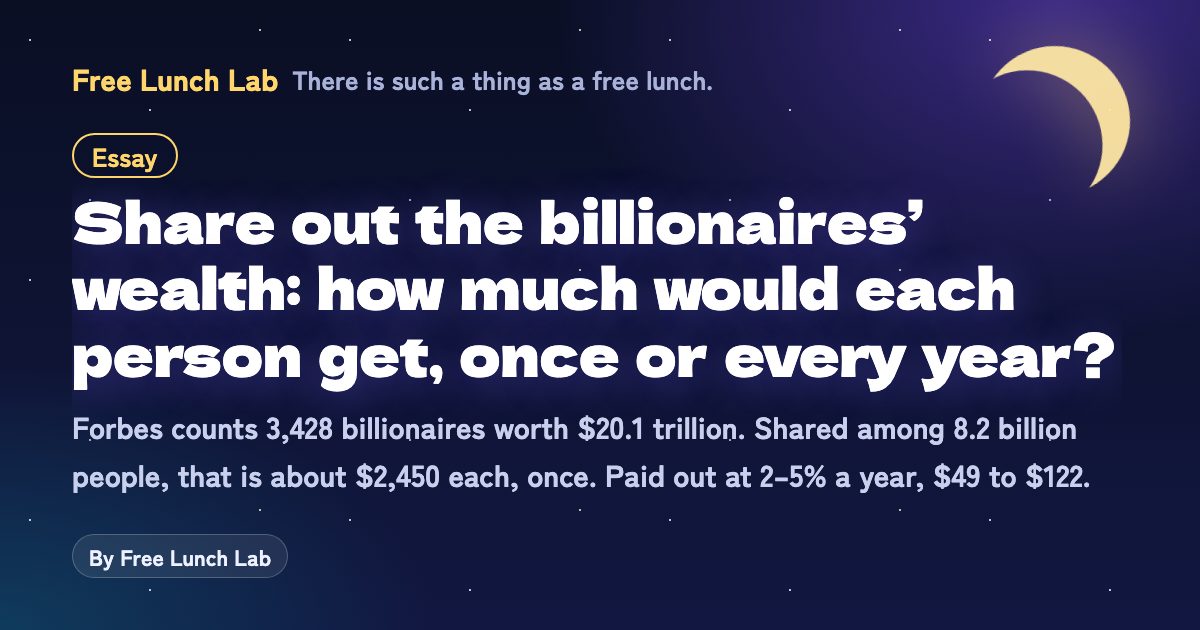 Free Lunch Lab There is such a thing as a free lunch.
Essay
Share out the billionaires’
wealth: how much would each
person get, once or every year?
Forbes counts 3,428 billionaires worth $20.1 trillion. Shared among 8.2 billion
people, that is about $2,450 each, once. Paid out at 2–5% a year, $49 to $122.
By Free Lunch Lab